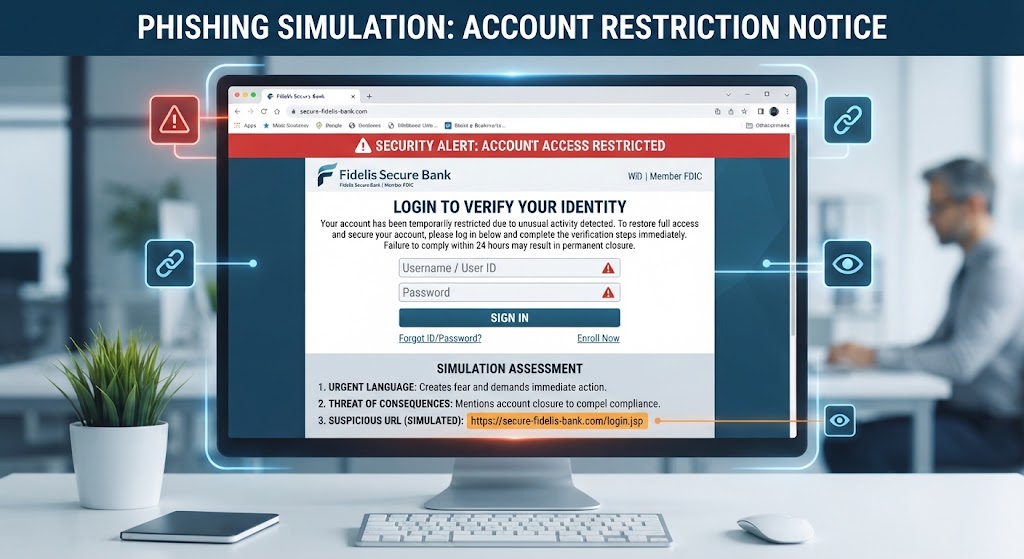 PHISHING SIMULATION: ACCOUNT RESTRICTION NOTICE
secure-fidelis-bank.com
Apps
People
SECURITY ALERT: ACCOUNT ACCESS RESTRICTED
Fidelis Secure Bank
Fidelis Secure Bank | Member FDIC
WiD | Member FDIC
LOGIN TO VERIFY YOUR IDENTITY
Your account has been temporarily restricted due to unusual activity detected. To restore full access
and secure your account, please log in below and complete the verification steps immediately.
Failure to comply within 24 hours may result in permanent closure.
Username / User ID
Password
SIGN IN
Forgot ID/Password? Enroll Now
SIMULATION ASSESSMENT
1. URGENT LANGUAGE: Creates fear and demands immediate action.
2. THREAT OF CONSEQUENCES: Mentions account closure to compel compliance.
3. SUSPICIOUS URL (SIMULATED): https://secure-fidelis-bank.com/login.jsp